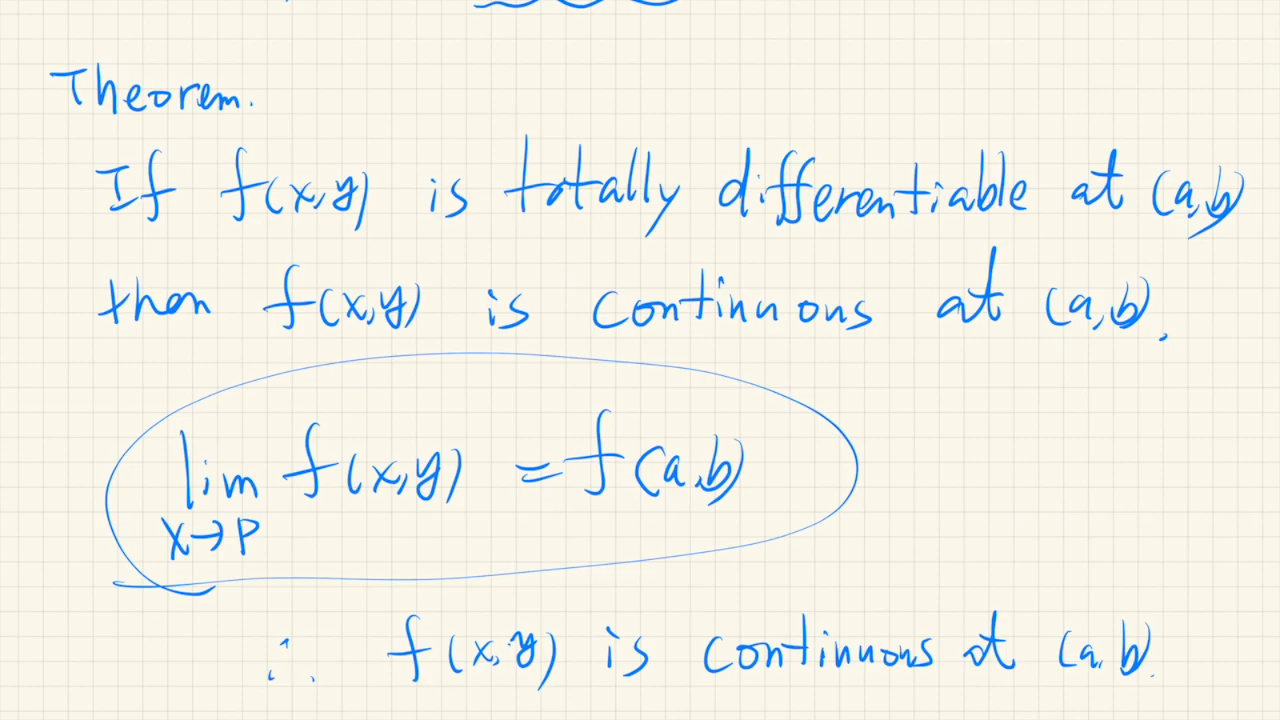 Theorem.
If f(x,y) is totally differentiable at (a,b)
then f(x,y) is continuous at (a,b).
lim f(x,y) = f(a,b)
X→P
∴ f(x,y) is continuous at (a,b).